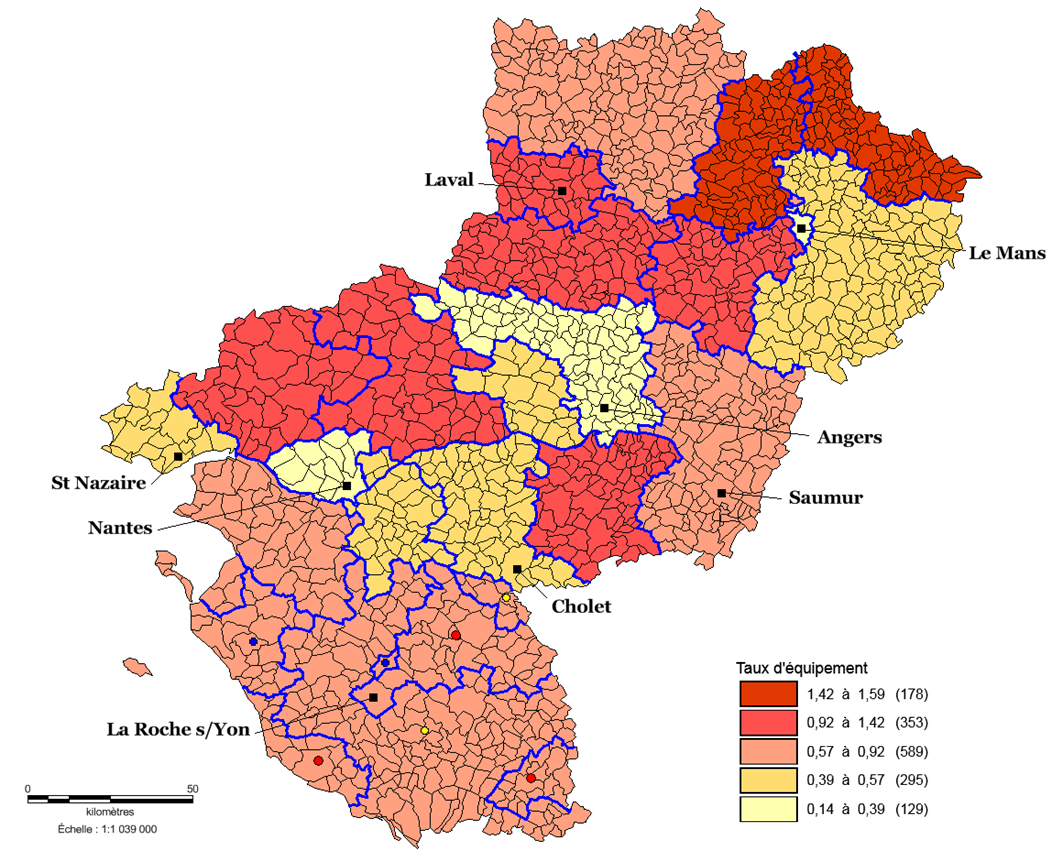 Laval
Le Mans
Angers
St Nazaire
Saumur
Nantes
Cholet
La Roche s/Yon
Taux d'équipement
1,42 à 1,59 (178)
0,92 à 1,42 (353)
0,57 à 0,92 (589)
0,39 à 0,57 (295)
0,14 à 0,39 (129)
0 50
kilomètres
Échelle : 1:1 039 000